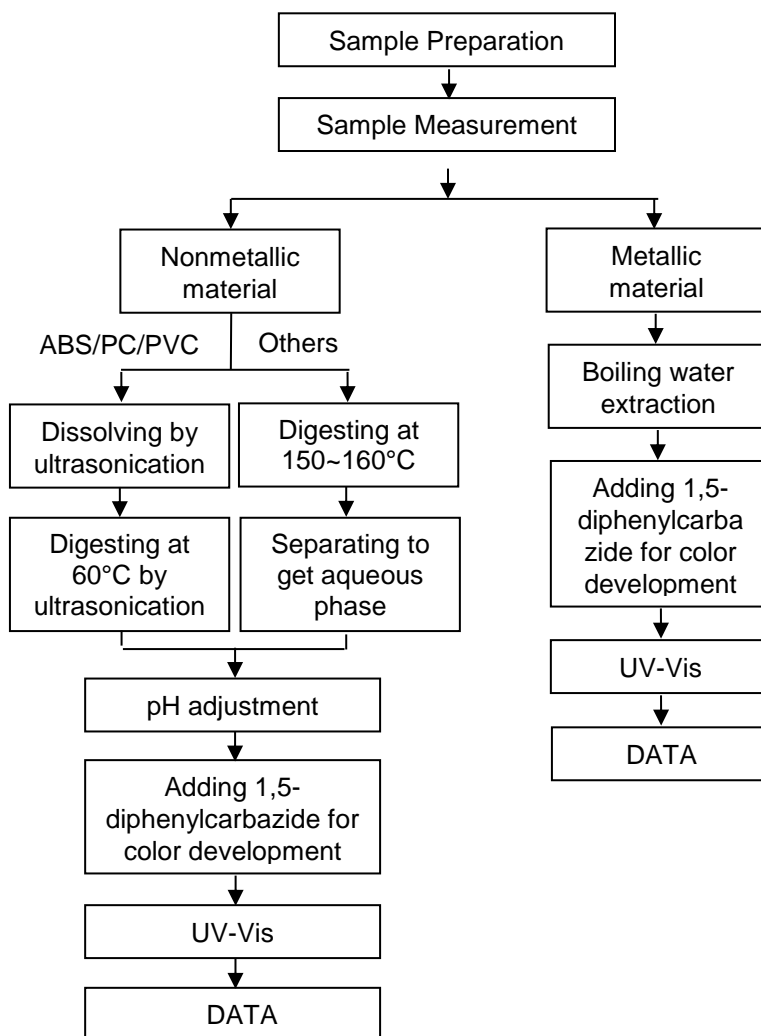 Sample Preparation
Sample Measurement
Nonmetallic
material
ABS/PC/PVC
Others
Dissolving by
ultrasonication
Digesting at
60°C by
ultrasonication
Digesting at
150~160°C
Separating to
get aqueous
phase
pH adjustment
Adding 1,5-
diphenylcarbazide for
color development
UV-Vis
DATA
Metallic
material
Boiling water
extraction
Adding 1,5-
diphenylcarba
zide for color
development
UV-Vis
DATA